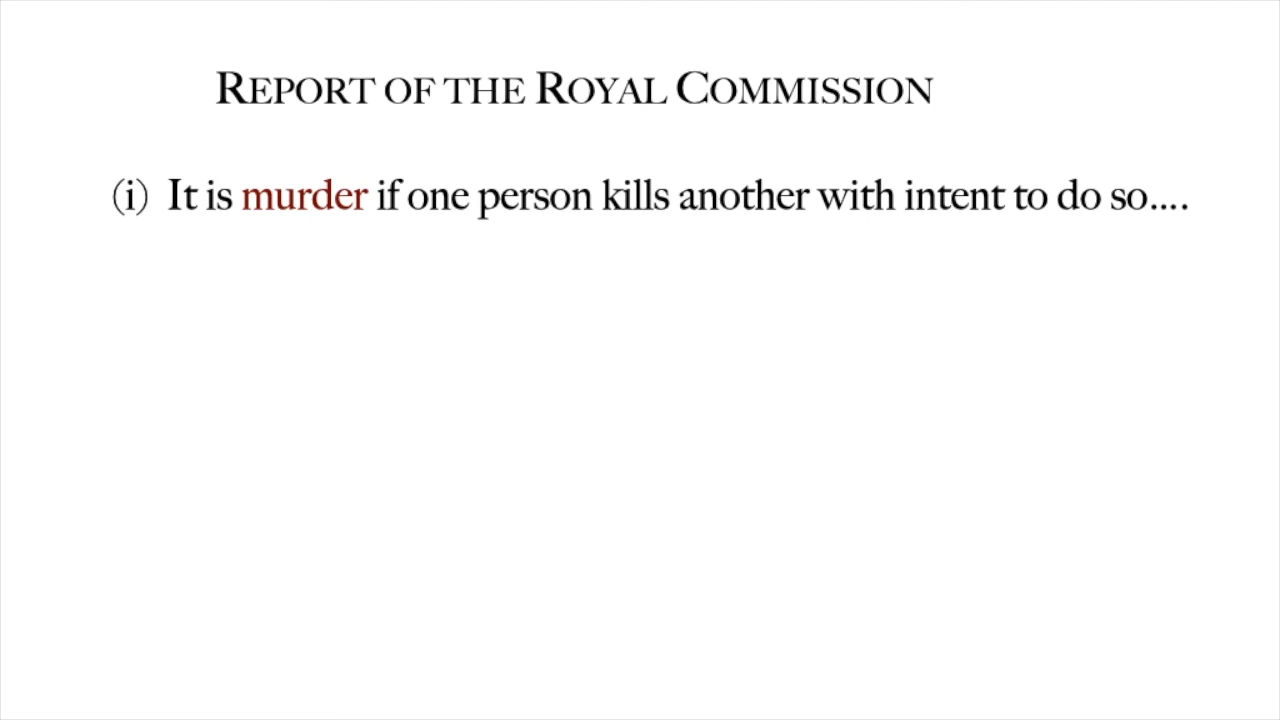 REPORT OF THE ROYAL COMMISSION
(i) It is murder if one person kills another with intent to do so....